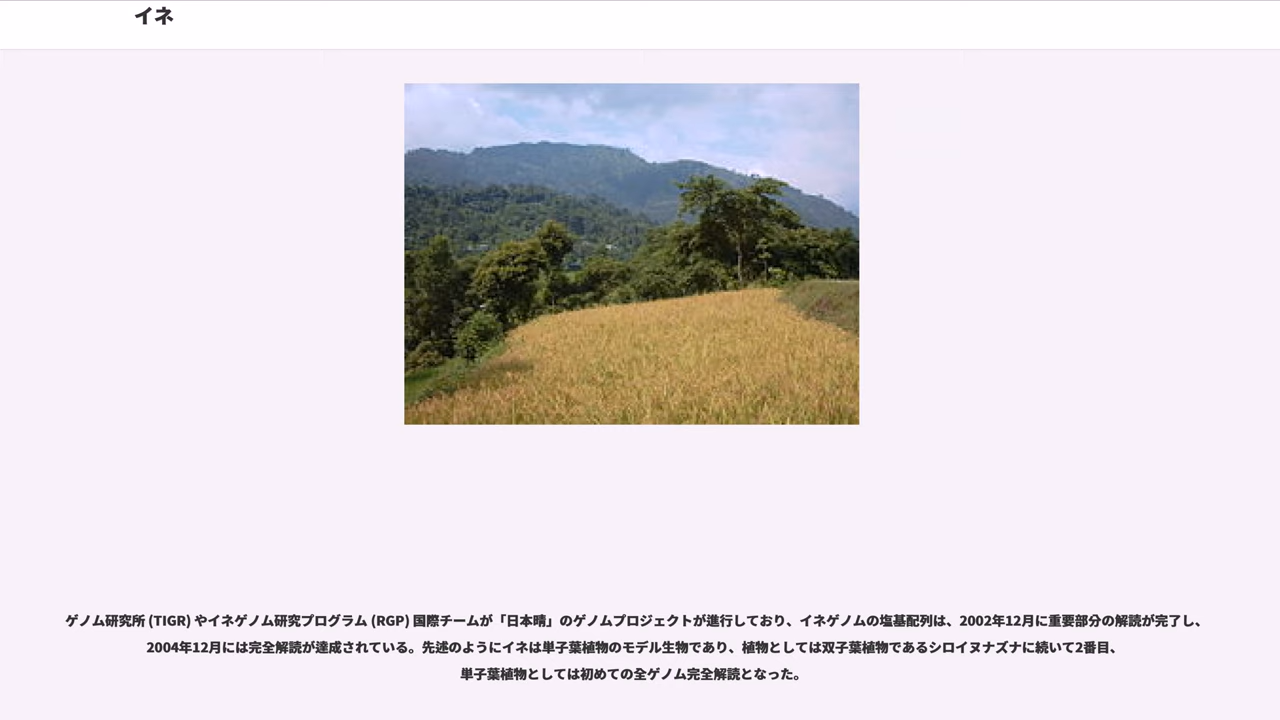 イネ
ゲノム研究所 (TIGR) やイネゲノム研究プログラム (RGP) 国際チームが「日本晴」のゲノムプロジェクトが進行しており、イネゲノムの塩基配列は、2002年12月に重要部分の解読が完了し、
2004年12月には完全解読が達成されている。先述のようにイネは単子葉植物のモデル生物であり、植物としては双子葉植物であるシロイヌナズナに続いて2番目、
単子葉植物としては初めての全ゲノム完全解読となった。